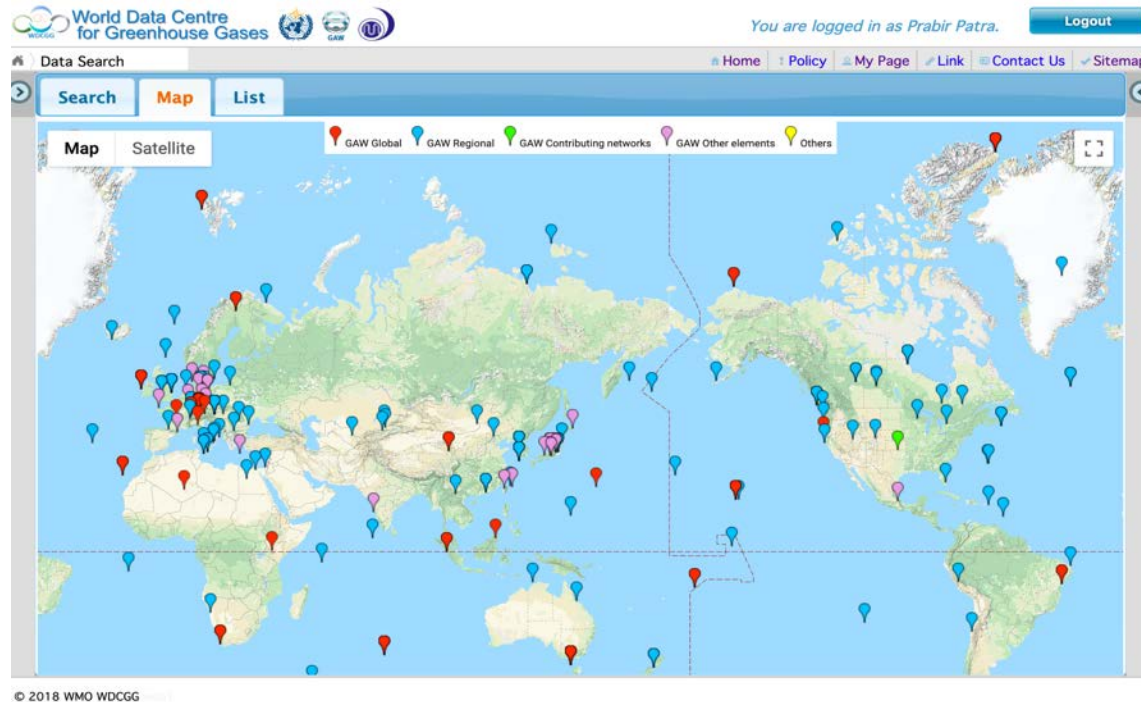 World Data Centre
for Greenhouse Gases
WDCGG
GAW
You are logged in as Prabir Patra.
Logout
Data Search
Home
Policy
My Page
Link
Contact Us
Sitemap
Search
Map
List
Map
Satellite
GAW Global
GAW Regional
GAW Contributing networks
GAW Other elements
Others
© 2018 WMO WDCGG